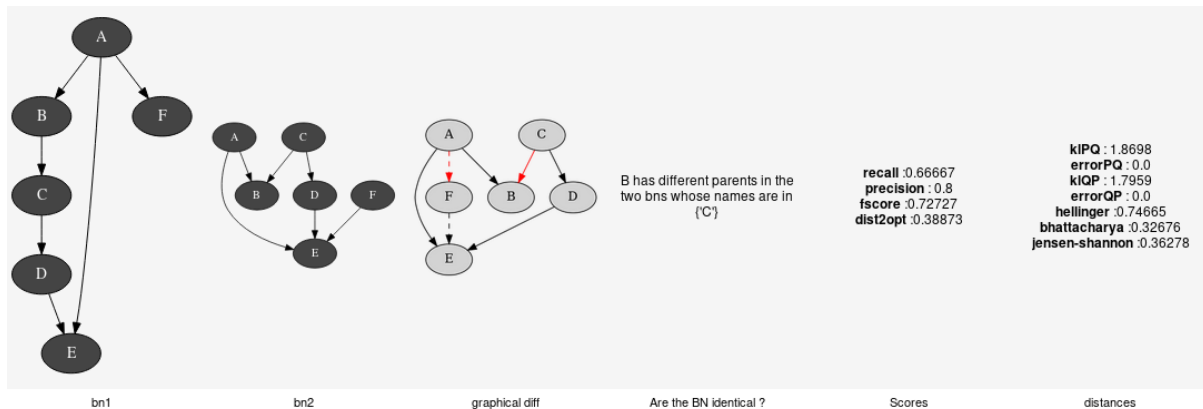 A
B
F
C
D
E
A
C
B
D
F
E
A
C
F
B
D
E
B has different parents in the
two bns whose names are in
{'C'}
recall :0.66667
precision : 0.8
fscore : 0.72727
dist2opt : 0.38873
klPQ : 1.8698
errorPQ : 0.0
klQP : 1.7959
errorQP : 0.0
hellinger : 0.74665
bhattacharya : 0.32676
jensen-shannon :0.36278
bn1
bn2
graphical diff
Are the BN identical ?
Scores
distances